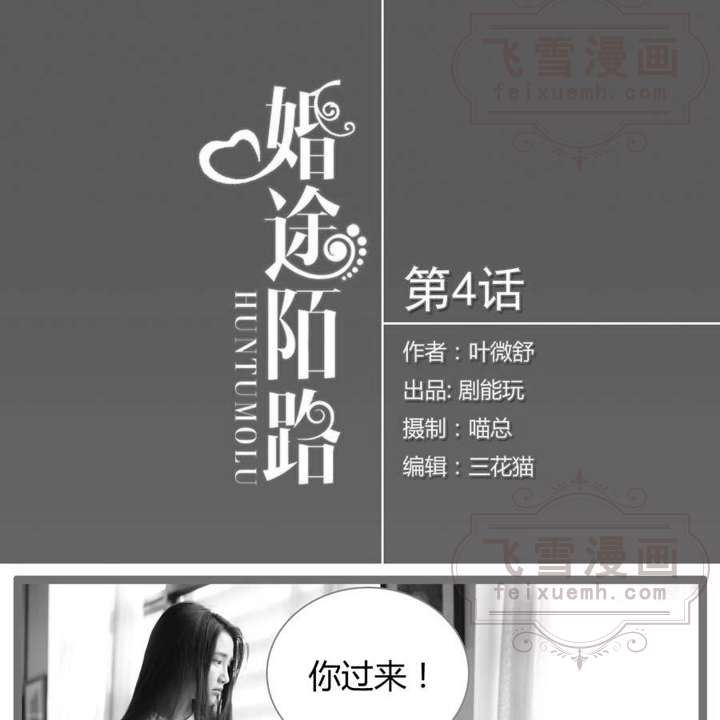 飞雪漫画
feixuemh.com
婚途陌路
HUNTUMOLU
第4话
作者：叶微舒
出品: 剧能玩
摄制：喵总
编辑：三花猫
飞雪漫画
feixuemh.com
你过来！